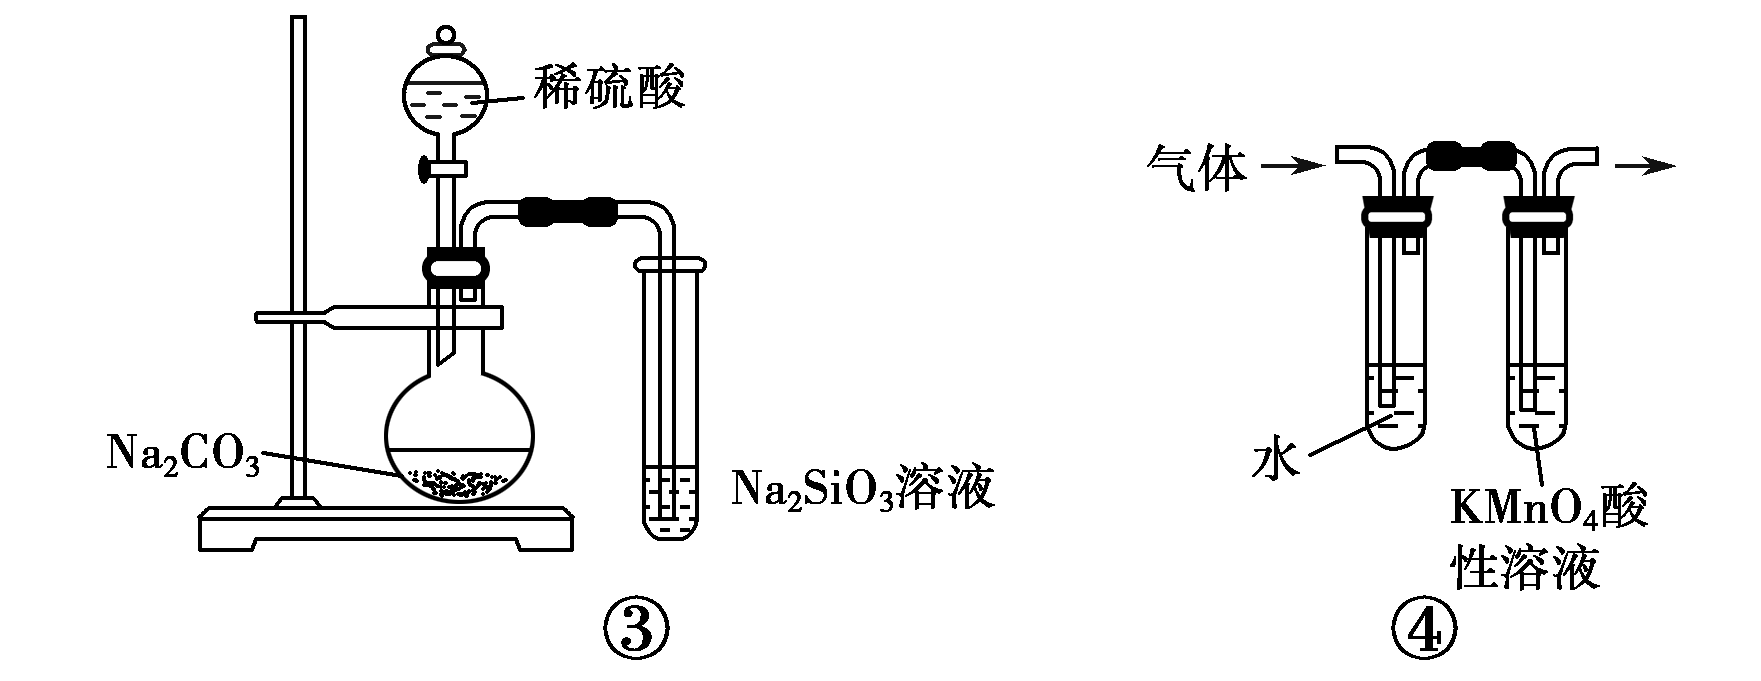 稀硫酸
Na₂CO₃
Na₂SiO₃溶液
③
气体
水
KMnO₄酸
性溶液
④